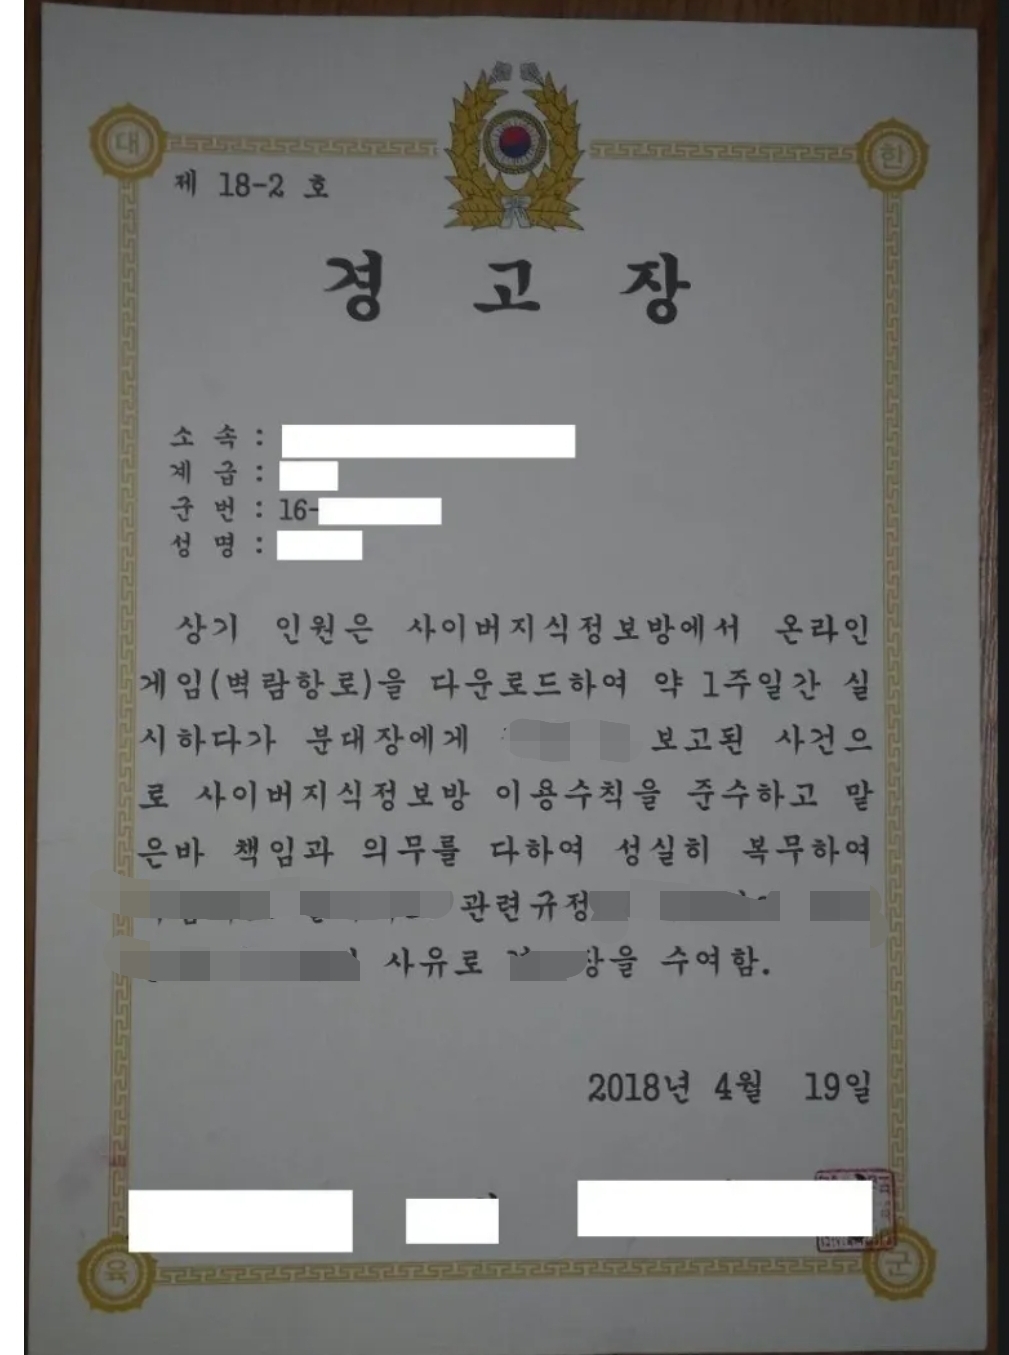 대
한
제 18-2 호
경 고 장
소 속 :
계 급 :
군 번 : 16-
성 명 :
상기 인원은 사이버지식정보방에서 온라인
게임(벽람항로)을 다운로드하여 약 1주일간 실
시하다가 분대장에게 보고된 사건으
로 사이버지식정보방 이용수칙을 준수하고 맡
은바 책임과 의무를 다하여 성실히 복무하여
관련규정
사유로 장을 수여함.
2018년 4월 19일
육
군